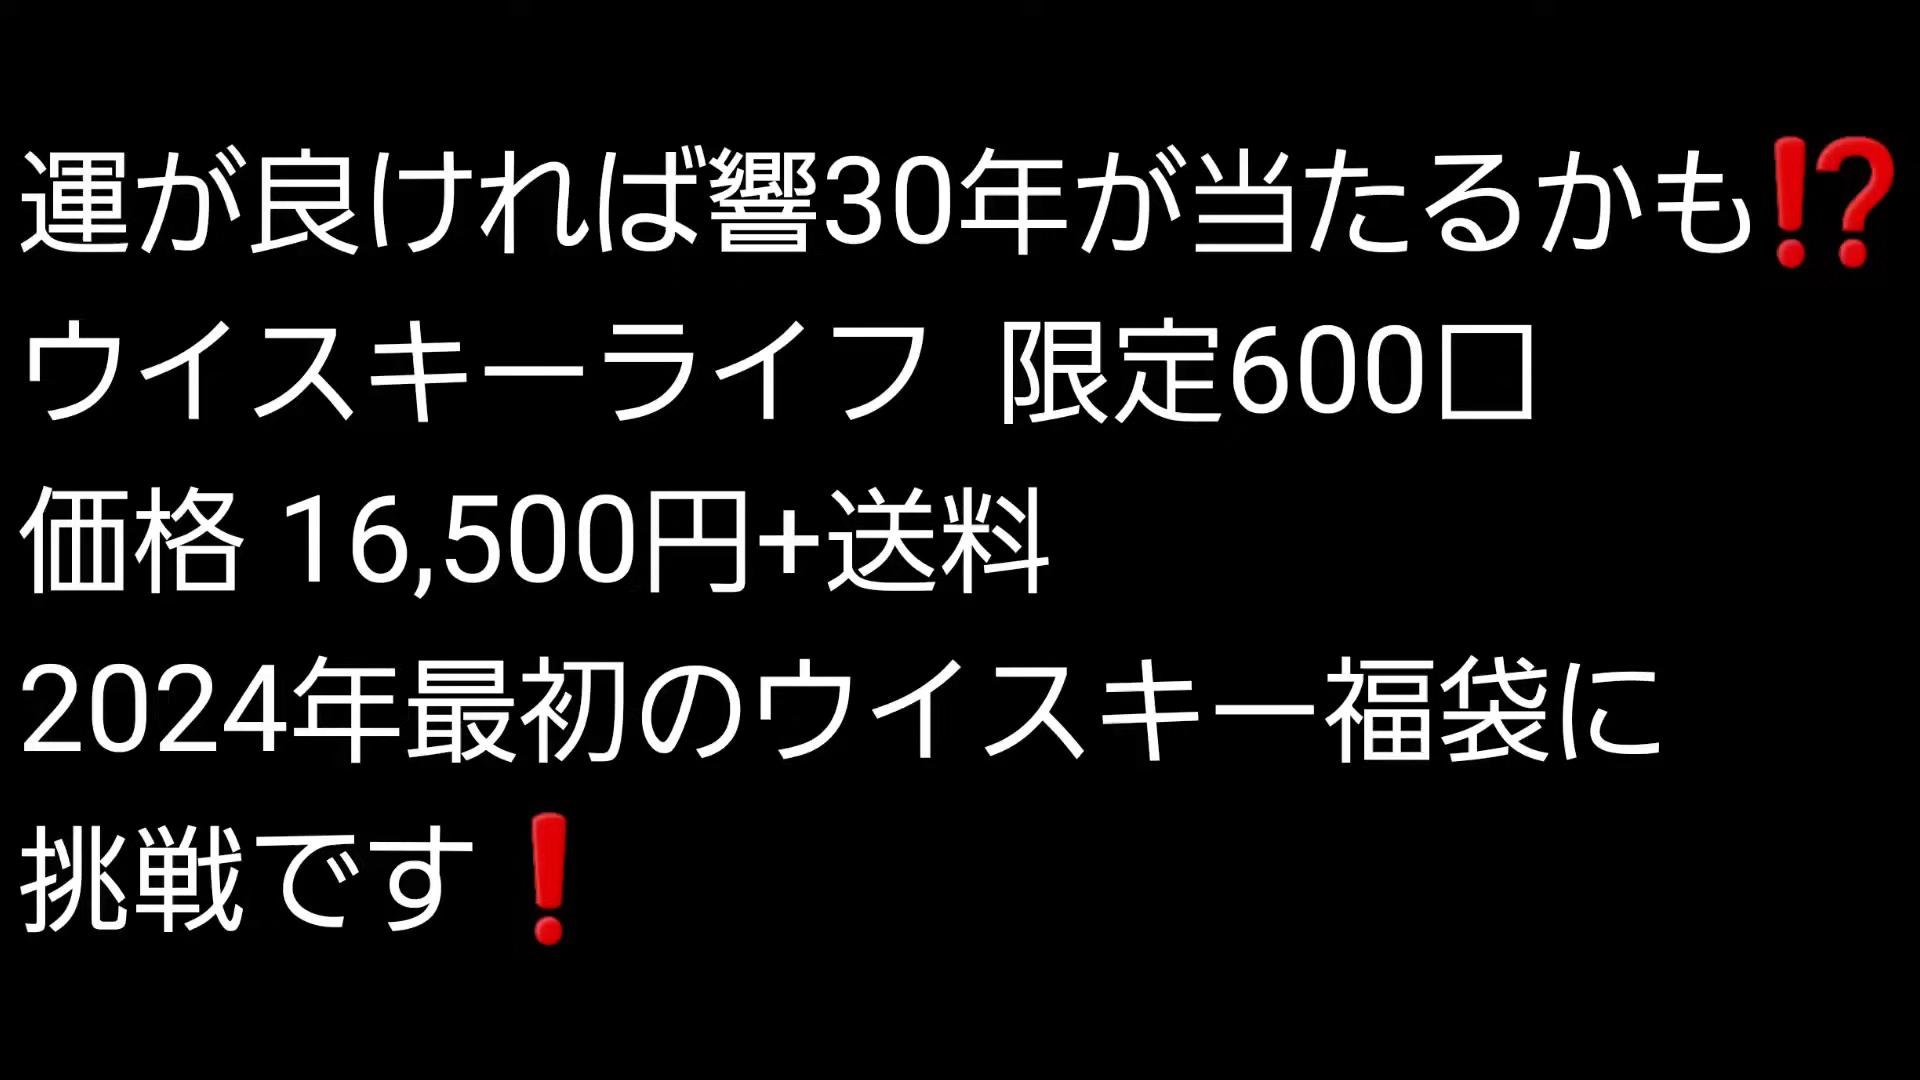 運が良ければ響30年が当たるかも⁉️
ウイスキーライフ 限定600口
価格 16,500円+送料
2024年最初のウイスキー福袋に
挑戦です❗